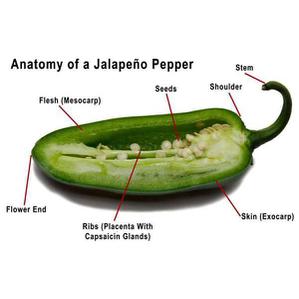 Anatomy of a Jalapeño Pepper
Stem
Shoulder
Seeds
Flesh (Mesocarp)
Flower End
Ribs (Placenta With
Capsaicin Glands)
Skin (Exocarp)